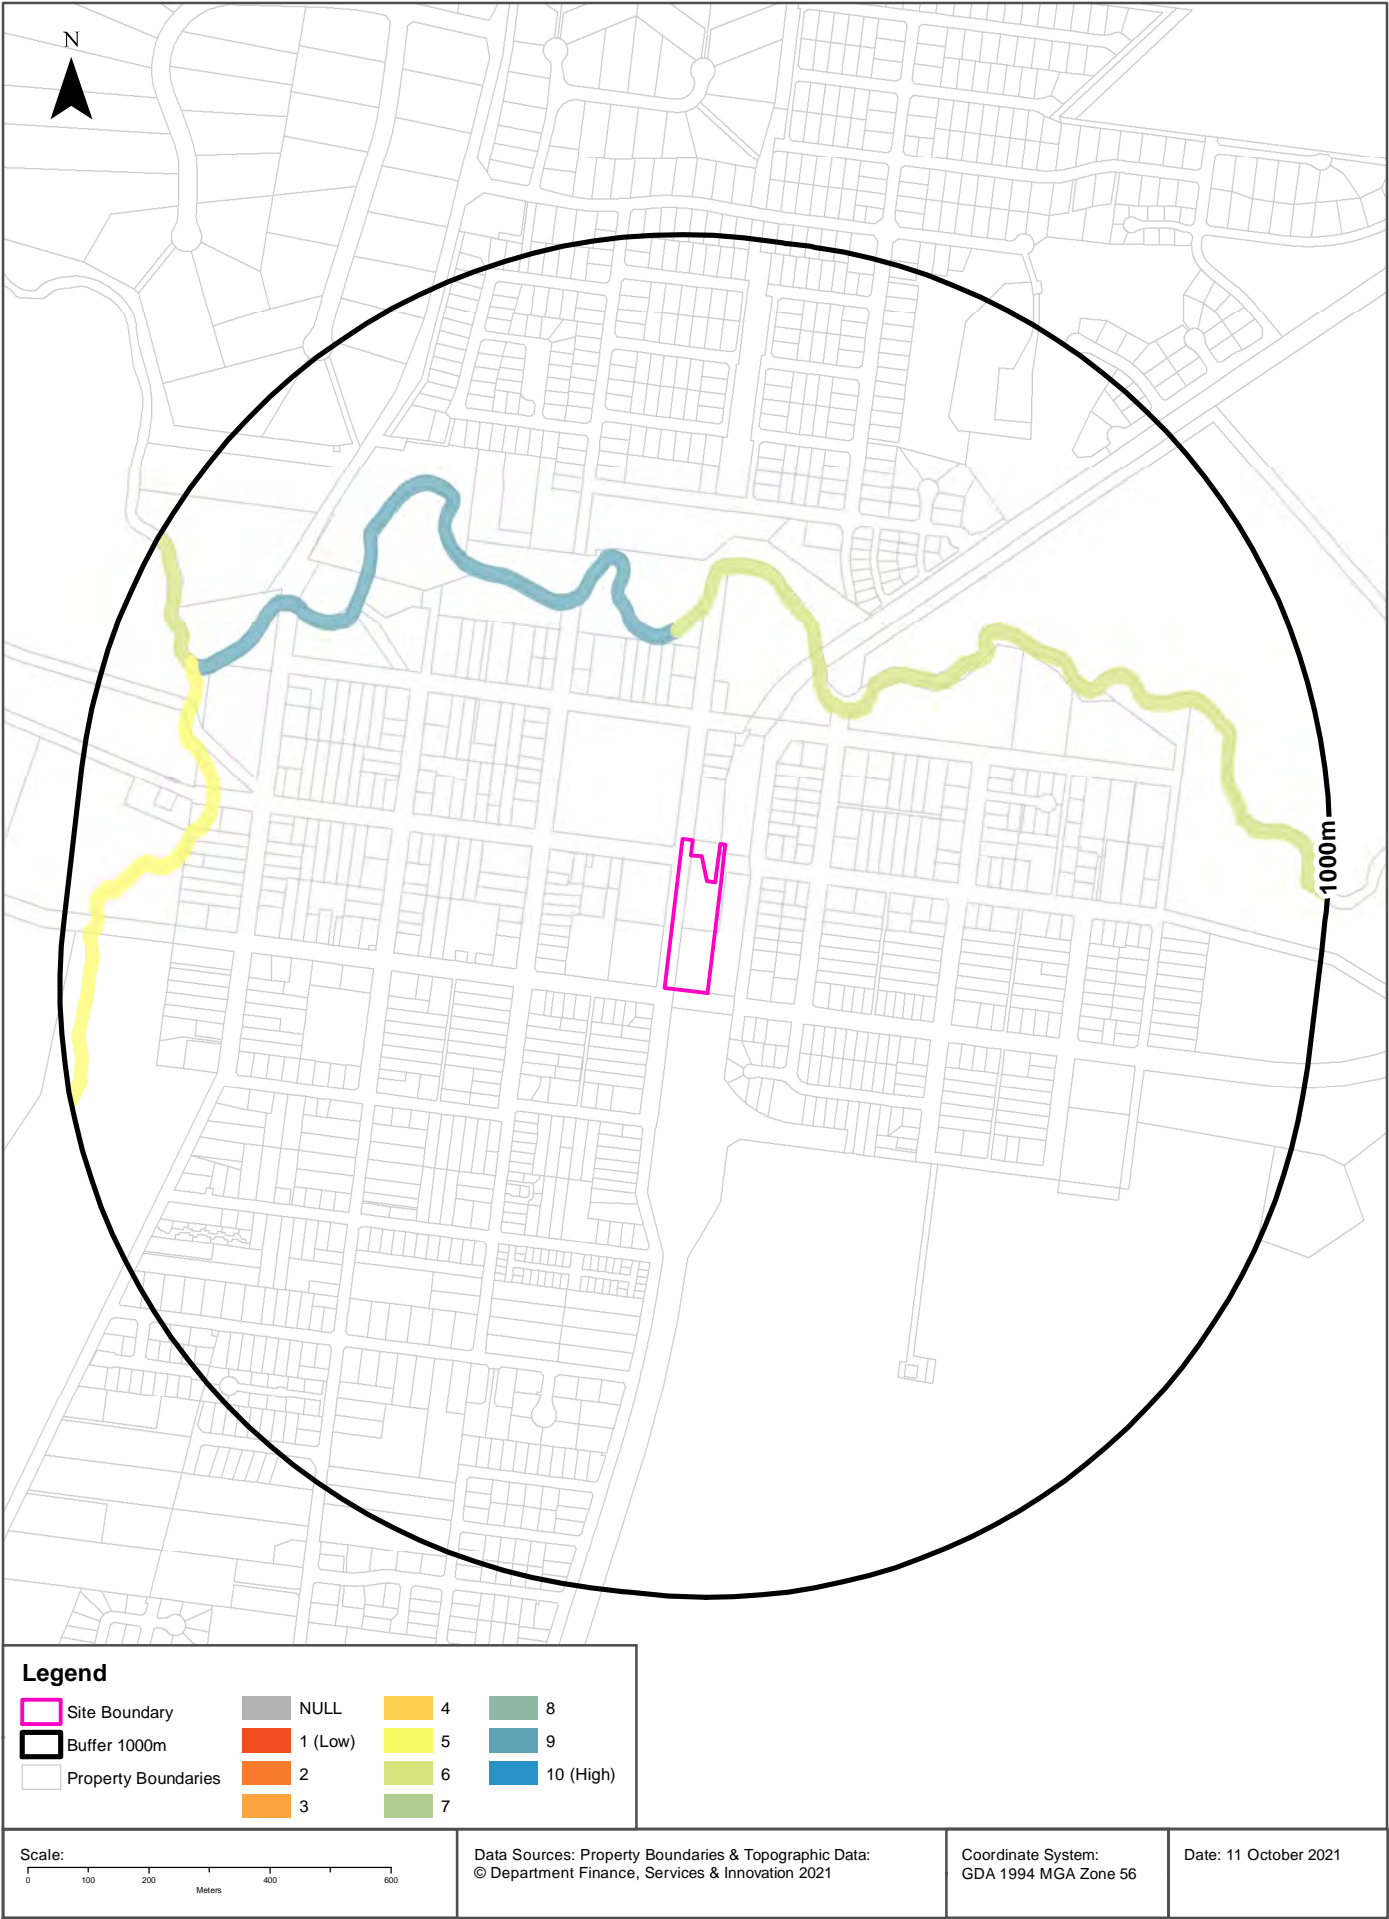 N
1000m
Legend
Site Boundary
Buffer 1000m
Property Boundaries
NULL
1 (Low)
2
3
4
5
6
7
8
9
10 (High)
Scale:
0 100 200 400 600
Meters
Data Sources: Property Boundaries & Topographic Data:
© Department Finance, Services & Innovation 2021
Coordinate System:
GDA 1994 MGA Zone 56
Date: 11 October 2021